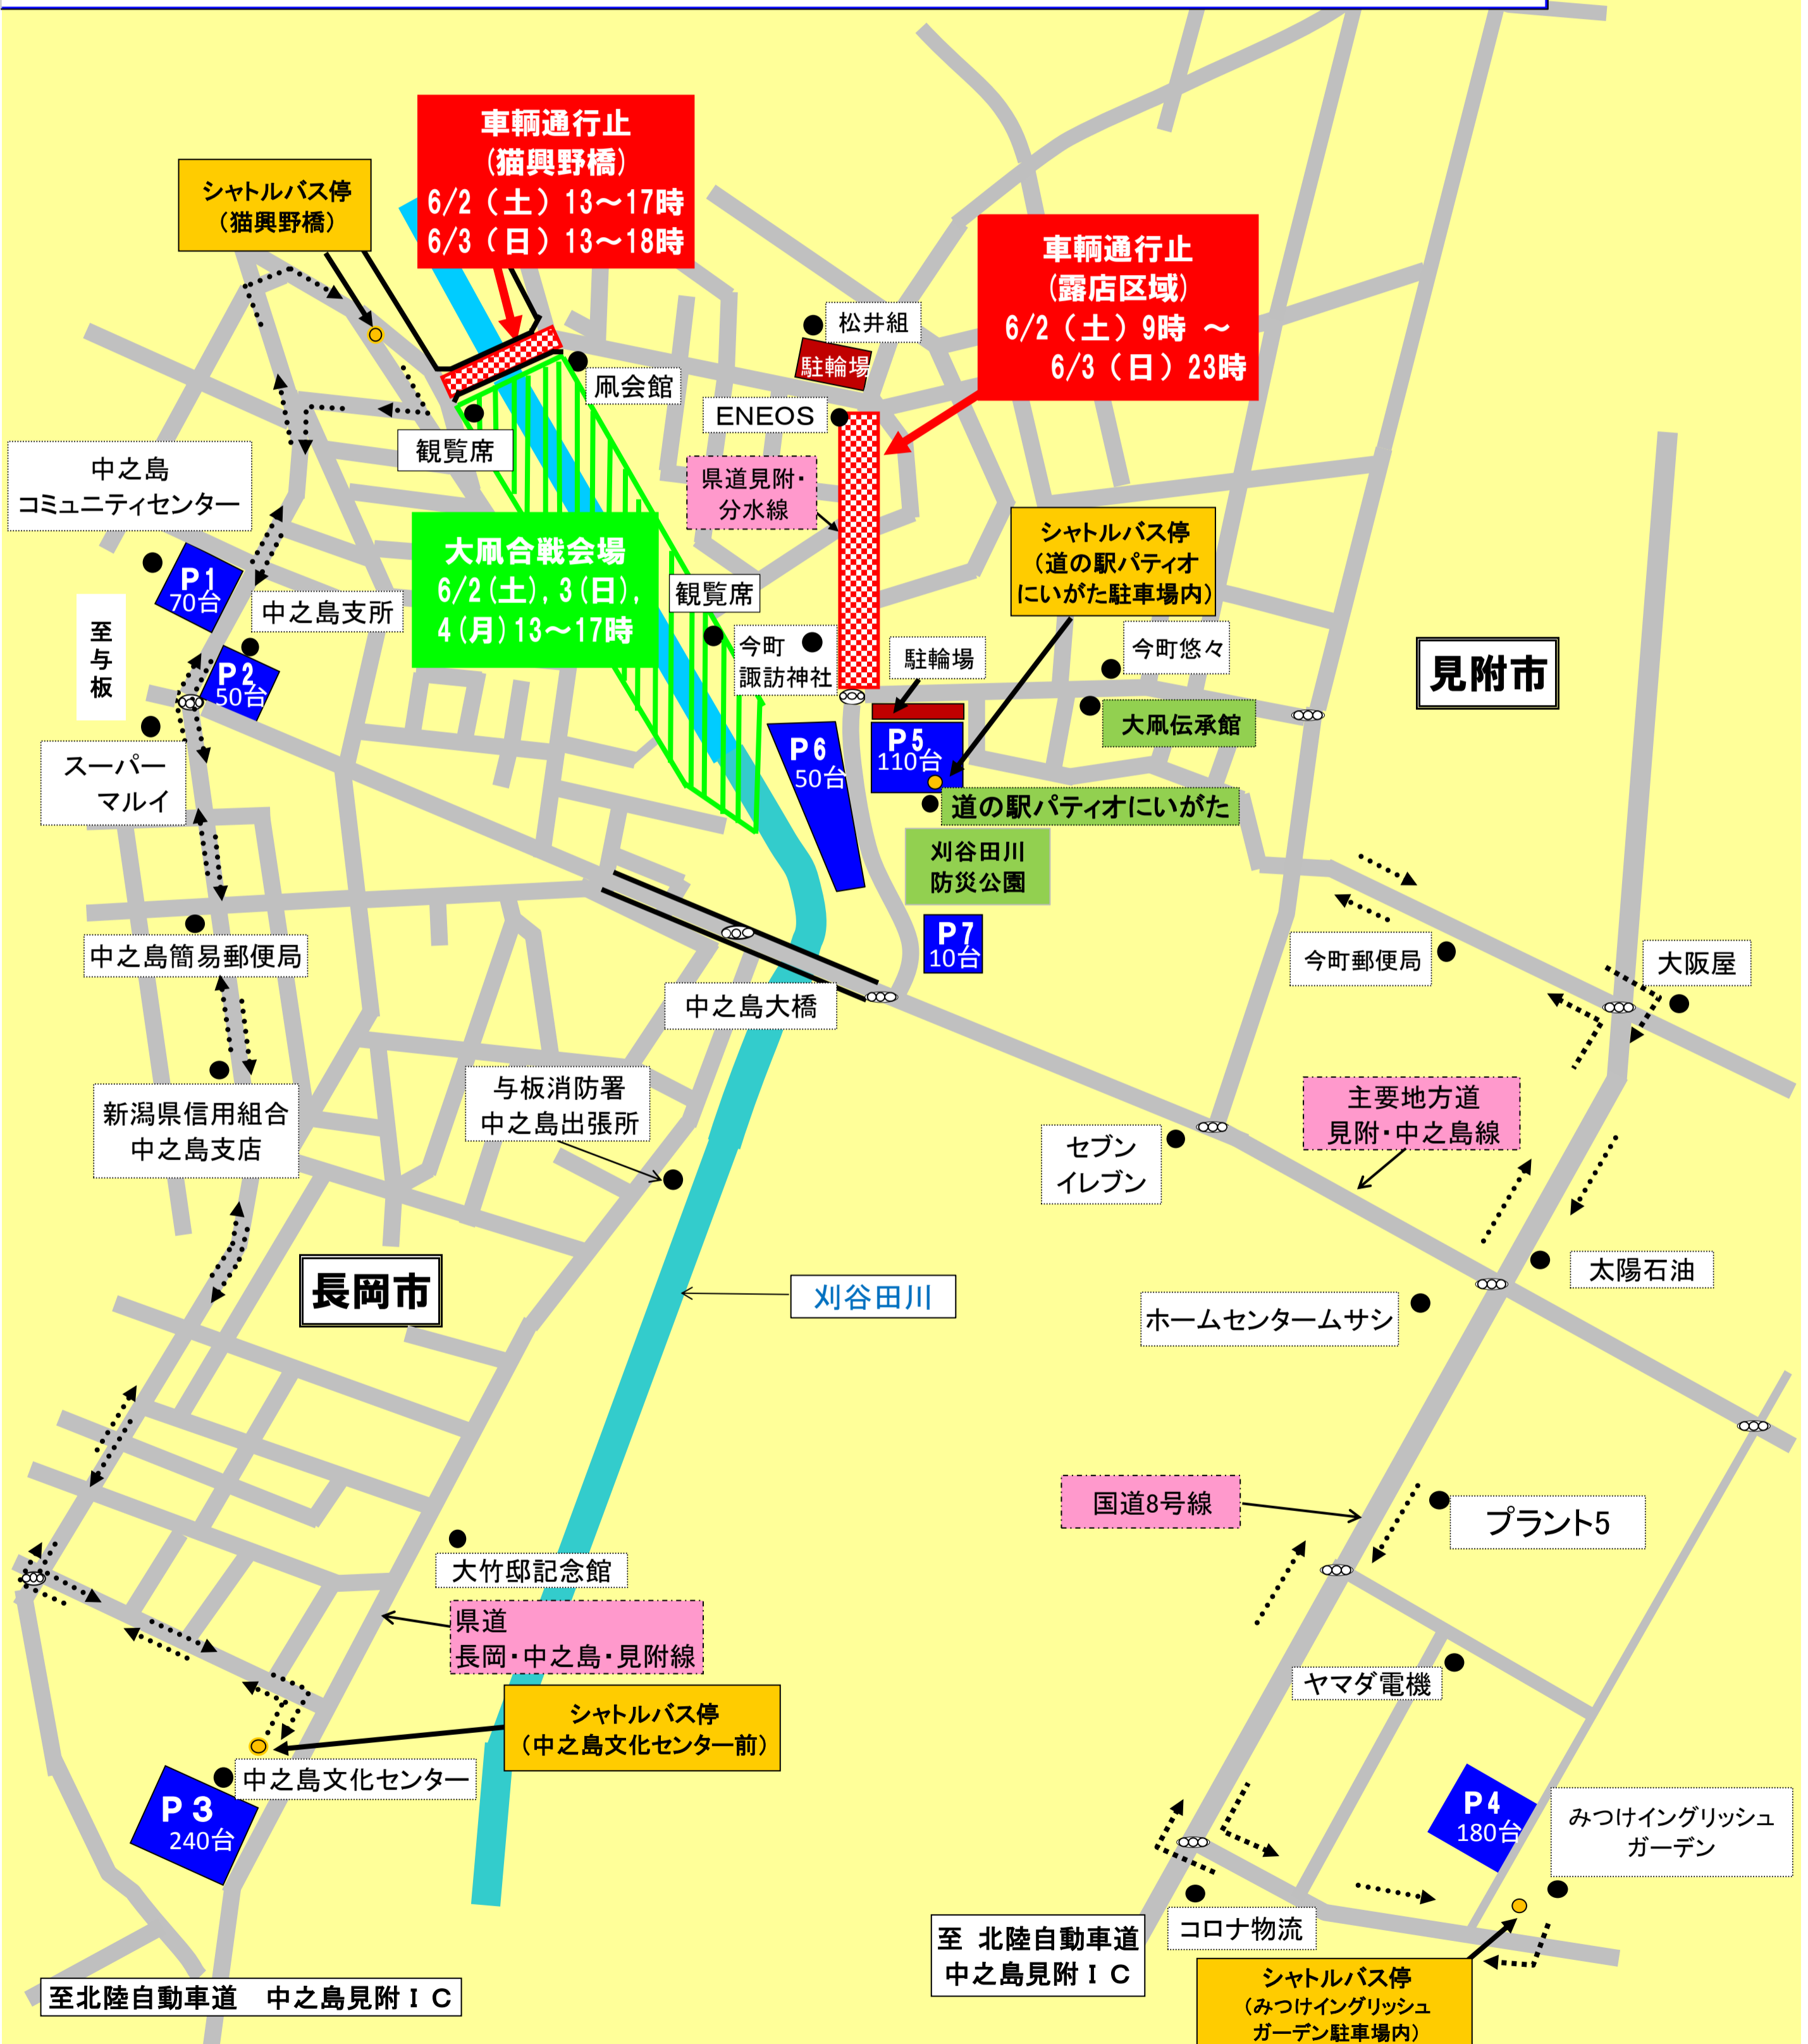 車輌通行止
(猫興野橋)
6/2（土）13～17時
6/3（日）13～18時
シャトルバス停
（猫興野橋）
車輌通行止
(露店区域)
6/2（土）9時 ～
6/3（日）23時
松井組
駐輪場
凧会館
ENEOS
観覧席
中之島
コミュニティセンター
県道見附・
分水線
シャトルバス停
（道の駅パティオ
にいがた駐車場内）
大凧合戦会場
6/2(土),3(日),
4(月)13～17時
P1
70台
観覧席
中之島支所
至与板
今町
諏訪神社
駐輪場
今町悠々
見附市
P2
50台
大凧伝承館
スーパー
マルイ
P6
50台
P5
110台
道の駅パティオにいがた
刈谷田川
防災公園
中之島簡易郵便局
P7
10台
今町郵便局
大阪屋
中之島大橋
与板消防署
中之島出張所
新潟県信用組合
中之島支店
主要地方道
見附・中之島線
セブン
イレブン
長岡市
刈谷田川
太陽石油
ホームセンタームサシ
国道8号線
プラント5
大竹邸記念館
県道
長岡・中之島・見附線
ヤマダ電機
シャトルバス停
（中之島文化センター前）
中之島文化センター
P3
240台
P4
180台
みつけイングリッシュ
ガーデン
コロナ物流
至 北陸自動車道
中之島見附ＩＣ
至北陸自動車道　中之島見附ＩＣ
シャトルバス停
（みつけイングリッシュ
ガーデン駐車場内）